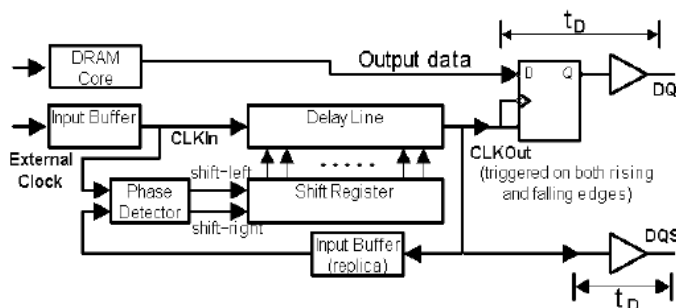 tD
DRAM
Core
Output data
D
Q
DQ
Input Buffer
CLKIn
Delay Line
CLKOut
(triggered on both rising
and falling edges)
External
Clock
shift-left
Phase
Detector
Shift Register
shift-right
Input Buffer
(replica)
DQS
tD